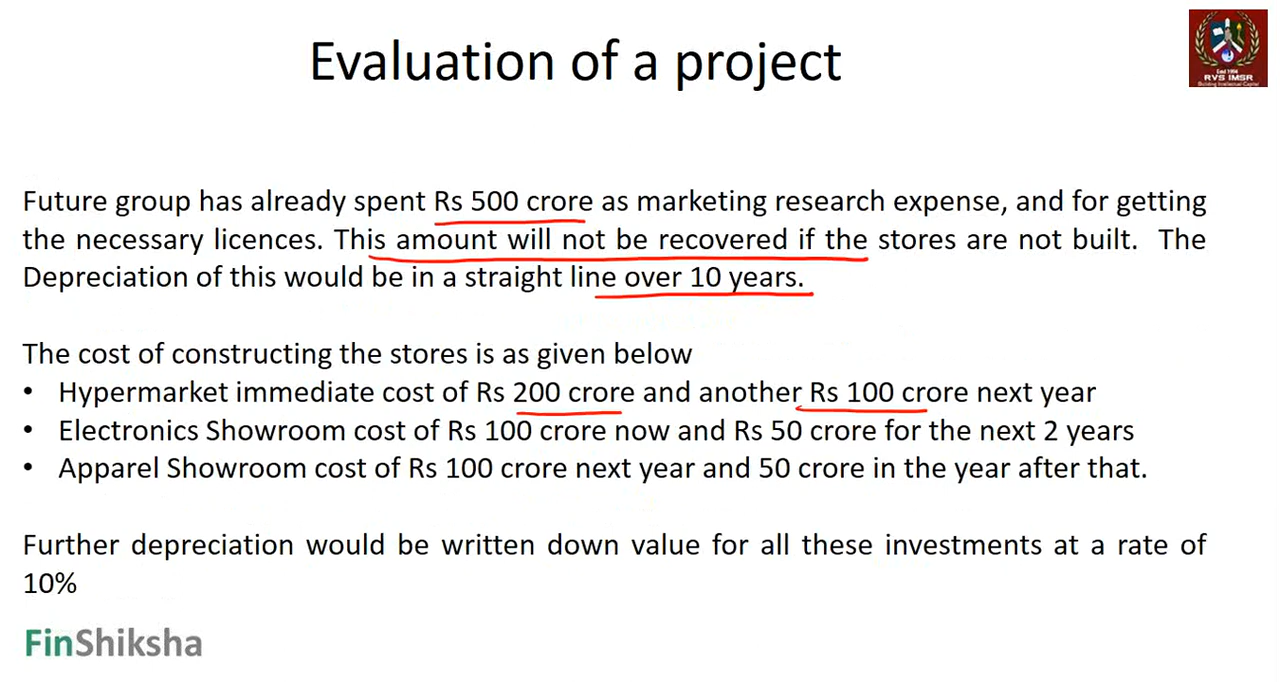 Evaluation of a project
Estd 1994
RVS IMSR
Building Intellectual Capital
Future group has already spent Rs 500 crore as marketing research expense, and for getting
the necessary licences. This amount will not be recovered if the stores are not built. The
Depreciation of this would be in a straight line over 10 years.
The cost of constructing the stores is as given below
• Hypermarket immediate cost of Rs 200 crore and another Rs 100 crore next year
• Electronics Showroom cost of Rs 100 crore now and Rs 50 crore for the next 2 years
• Apparel Showroom cost of Rs 100 crore next year and 50 crore in the year after that.
Further depreciation would be written down value for all these investments at a rate of
10%
FinShiksha